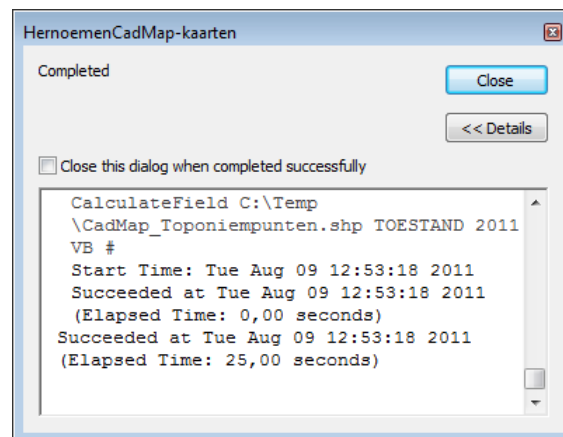 HernoemenCadMap-kaarten
Completed
Close
<< Details
Close this dialog when completed successfully
CalculateField C:\Temp
\CadMap_Toponiempunten.shp TOESTAND 2011
VB #
Start Time: Tue Aug 09 12:53:18 2011
Succeeded at Tue Aug 09 12:53:18 2011
(Elapsed Time: 0,00 seconds)
Succeeded at Tue Aug 09 12:53:18 2011
(Elapsed Time: 25,00 seconds)